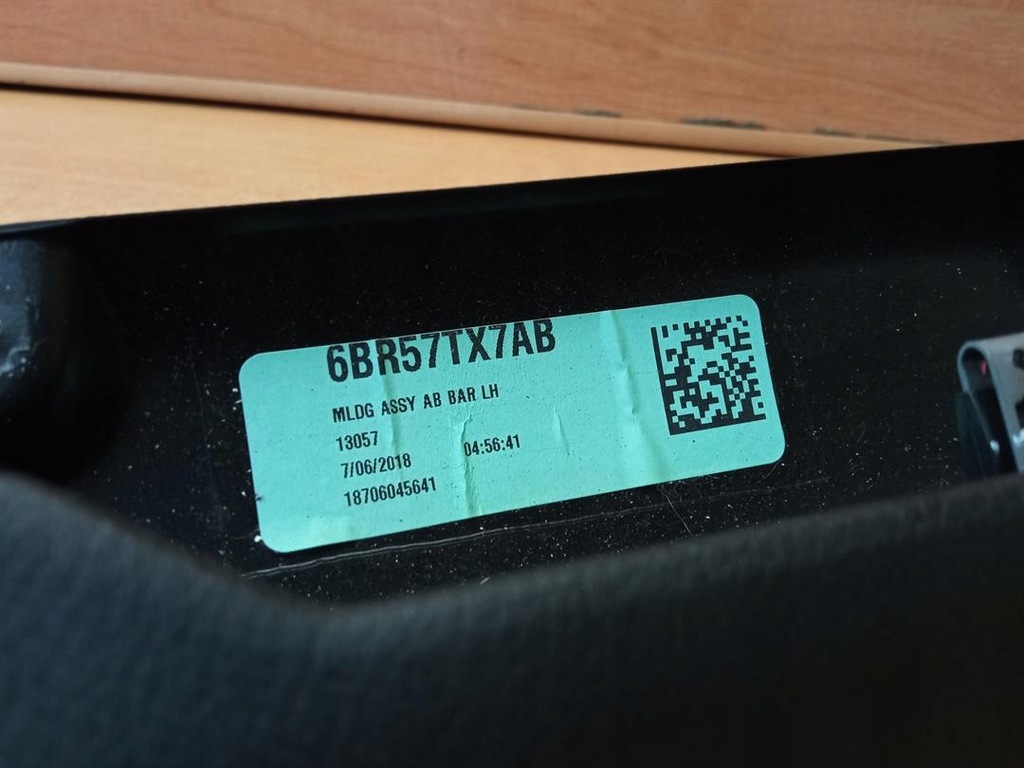 6BR57TX7AB
MLDG ASSY AB BAR LH
13057
7/06/2018 04:56:41
18706045641